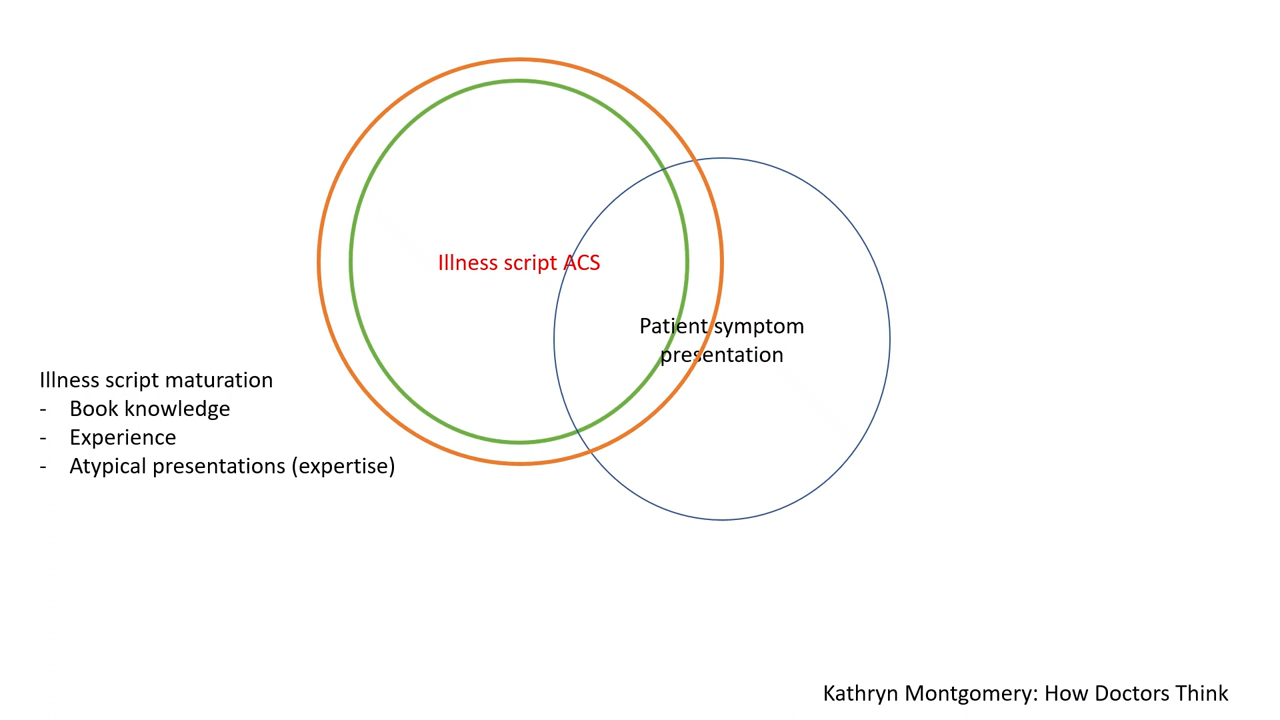 Illness script ACS
Patient symptom
presentation
Illness script maturation
- Book knowledge
- Experience
- Atypical presentations (expertise)
Kathryn Montgomery: How Doctors Think